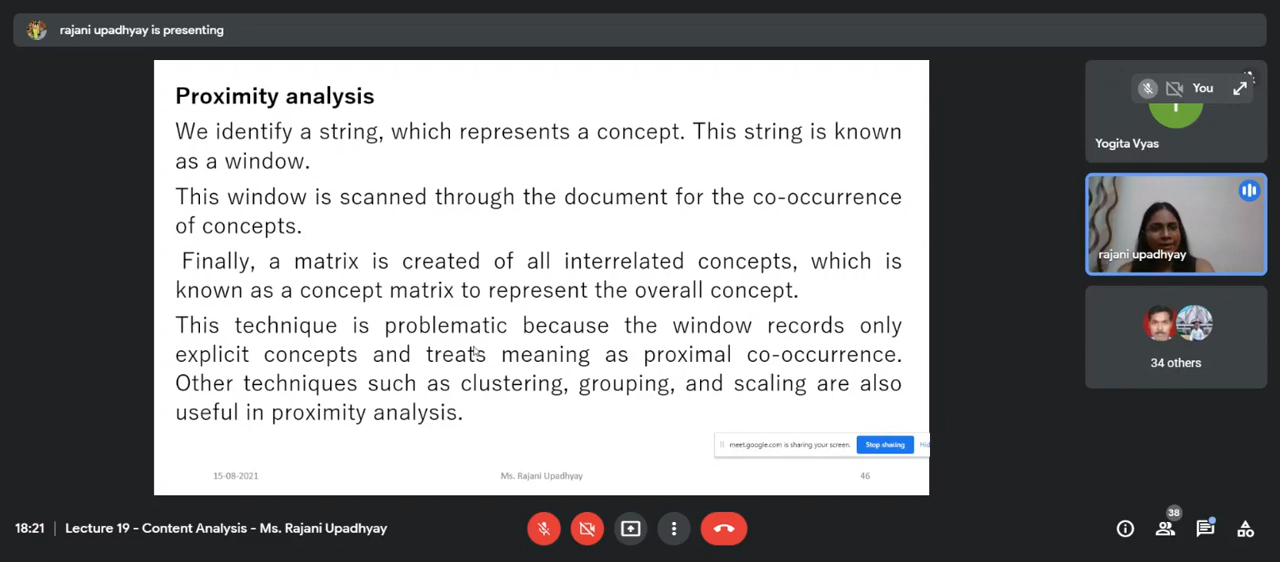 rajani upadhyay is presenting
Proximity analysis
We identify a string, which represents a concept. This string is known
as a window.
This window is scanned through the document for the co-occurrence
of concepts.
Finally, a matrix is created of all interrelated concepts, which is
known as a concept matrix to represent the overall concept.
This technique is problematic because the window records only
explicit concepts and treats meaning as proximal co-occurrence.
Other techniques such as clustering, grouping, and scaling are also
useful in proximity analysis.
meet.google.com is sharing your screen.
Stop sharing
Hid
15-08-2021
Ms. Rajani Upadhyay
46
You
Yogita Vyas
rajani upadhyay
34 others
18:21
Lecture 19 - Content Analysis - Ms. Rajani Upadhyay
38